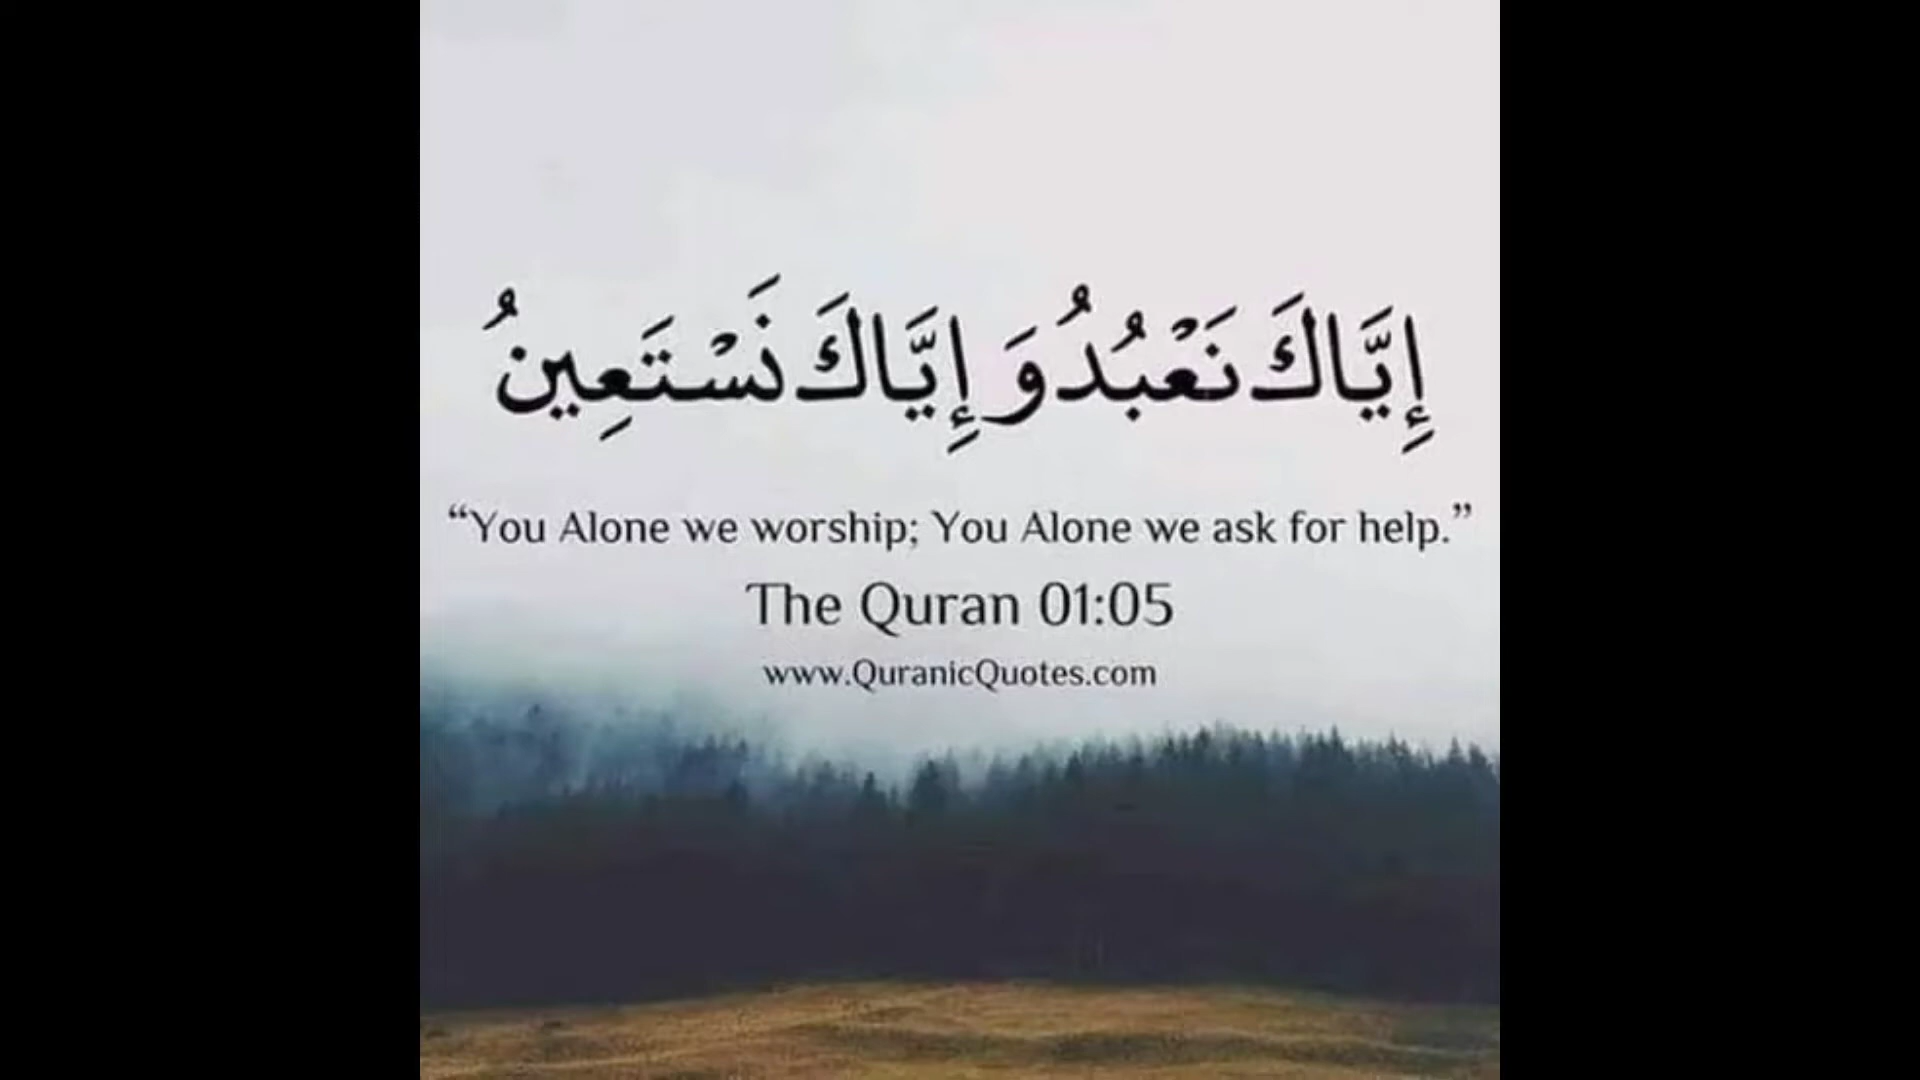 إِيَّاكَ نَعْبُدُ وَ إِيَّاكَ نَسْتَعِينُ
“You Alone we worship; You Alone we ask for help.”
The Quran 01:05
www.QuranicQuotes.com